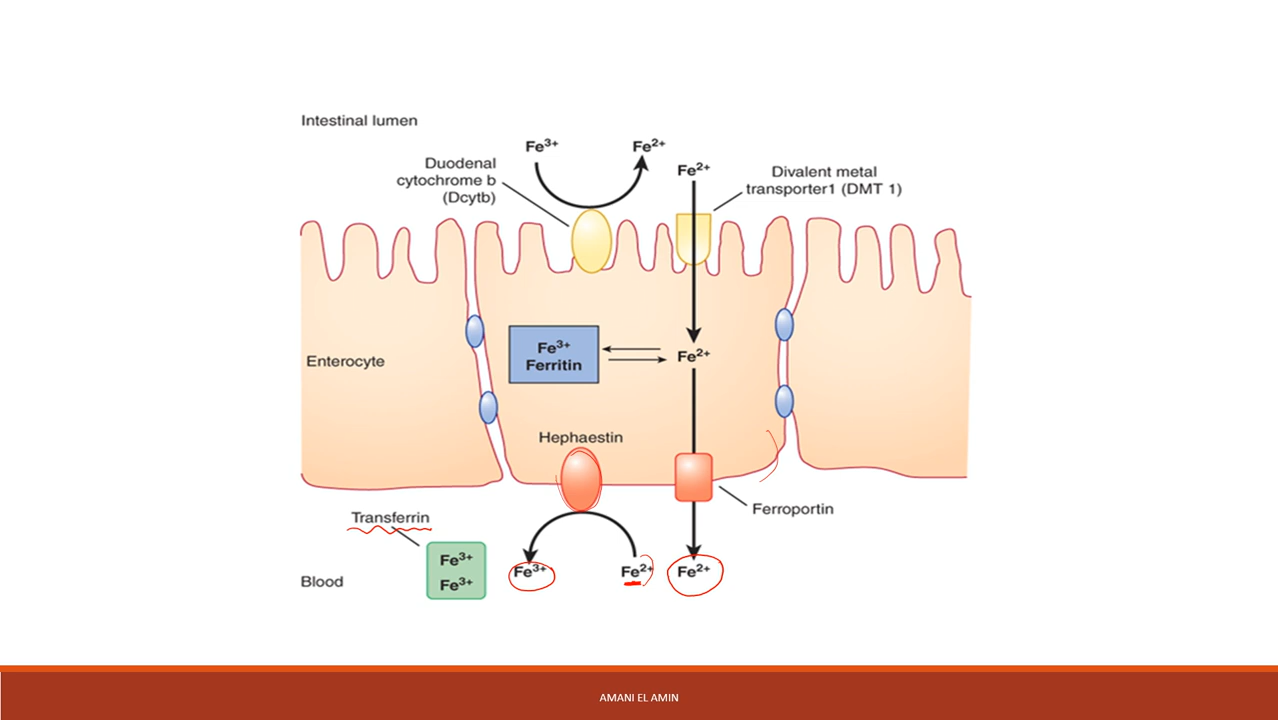 Intestinal lumen
Fe³⁺
Fe²⁺
Duodenal
cytochrome b
(Dcytb)
Fe²⁺
Divalent metal
transporter1 (DMT 1)
Enterocyte
Fe³⁺
Ferritin
Fe²⁺
Hephaestin
Transferrin
Ferroportin
Fe³⁺
Fe³⁺
Blood
Fe³⁺
Fe²⁺
Fe²⁺
AMANI EL AMIN